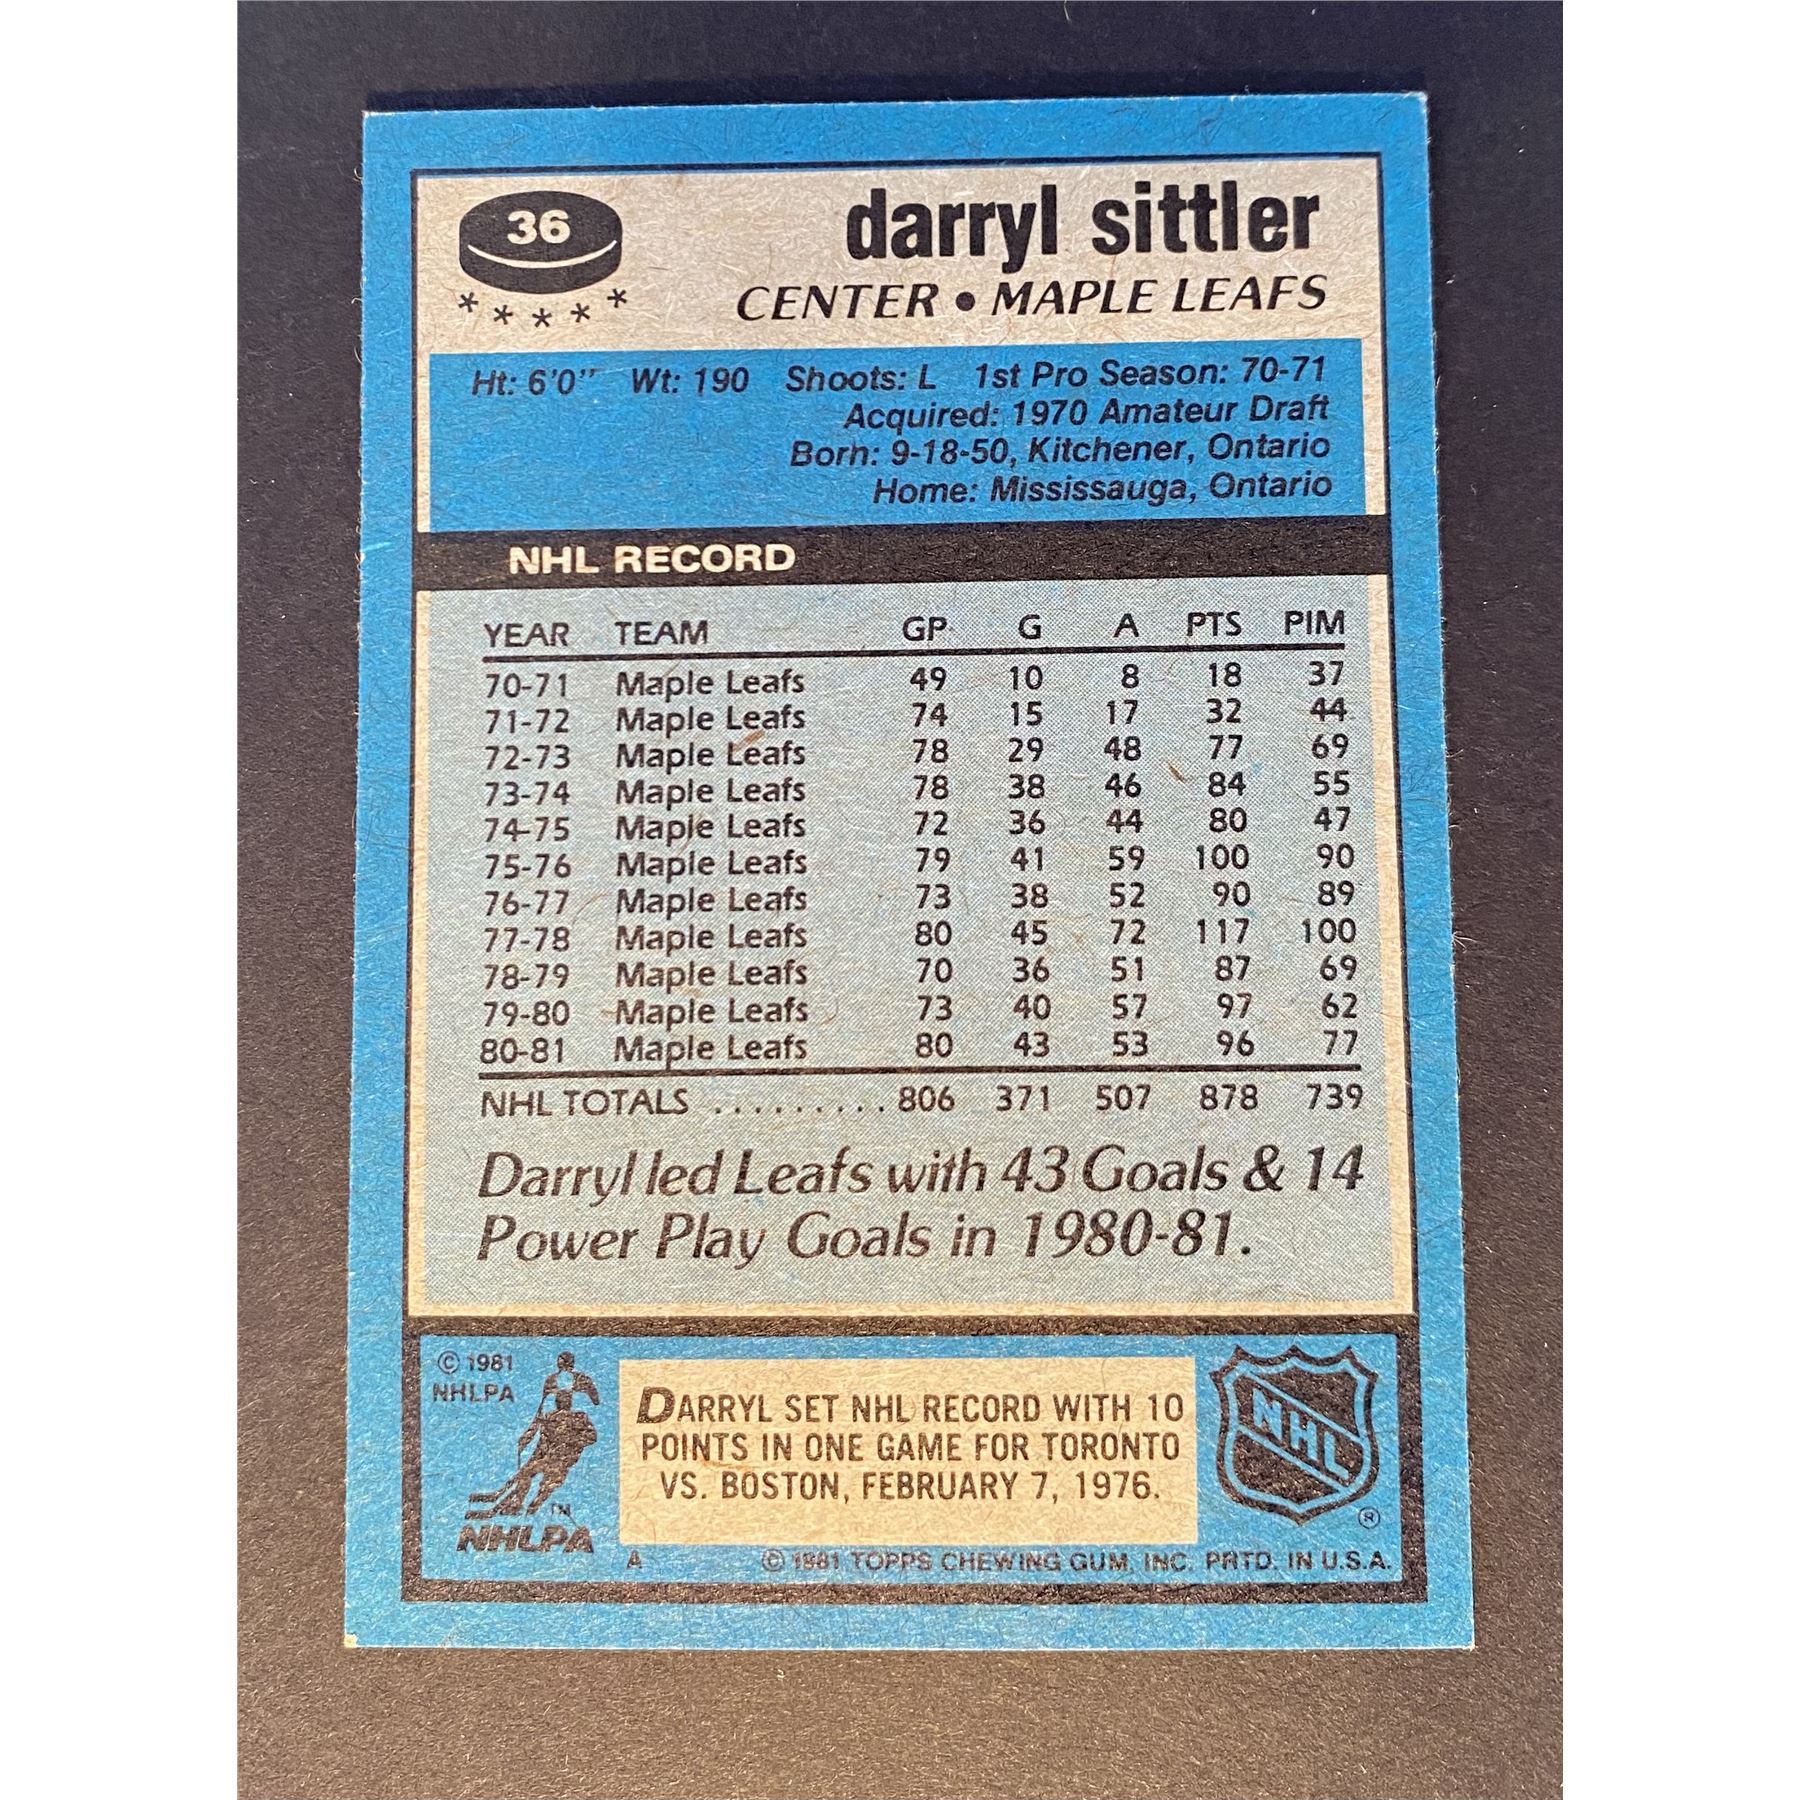 36
darryl sittler
* * * * *
CENTER • MAPLE LEAFS
Ht: 6'0" Wt: 190 Shoots: L 1st Pro Season: 70-71
Acquired: 1970 Amateur Draft
Born: 9-18-50, Kitchener, Ontario
Home: Mississauga, Ontario
NHL RECORD
YEAR TEAM GP G A PTS PIM
70-71 Maple Leafs 49 10 8 18 37
71-72 Maple Leafs 74 15 17 32 44
72-73 Maple Leafs 78 29 48 77 69
73-74 Maple Leafs 78 38 46 84 55
74-75 Maple Leafs 72 36 44 80 47
75-76 Maple Leafs 79 41 59 100 90
76-77 Maple Leafs 73 38 52 90 89
77-78 Maple Leafs 80 45 72 117 100
78-79 Maple Leafs 70 36 51 87 69
79-80 Maple Leafs 73 40 57 97 62
80-81 Maple Leafs 80 43 53 96 77
NHL TOTALS ......... 806 371 507 878 739
Darryl led Leafs with 43 Goals & 14
Power Play Goals in 1980-81.
© 1981
NHLPA
TM
NHLPA
DARRYL SET NHL RECORD WITH 10
POINTS IN ONE GAME FOR TORONTO
VS. BOSTON, FEBRUARY 7, 1976.
NHL
®
A © 1981 TOPPS CHEWING GUM, INC. PRTD. IN U.S.A.